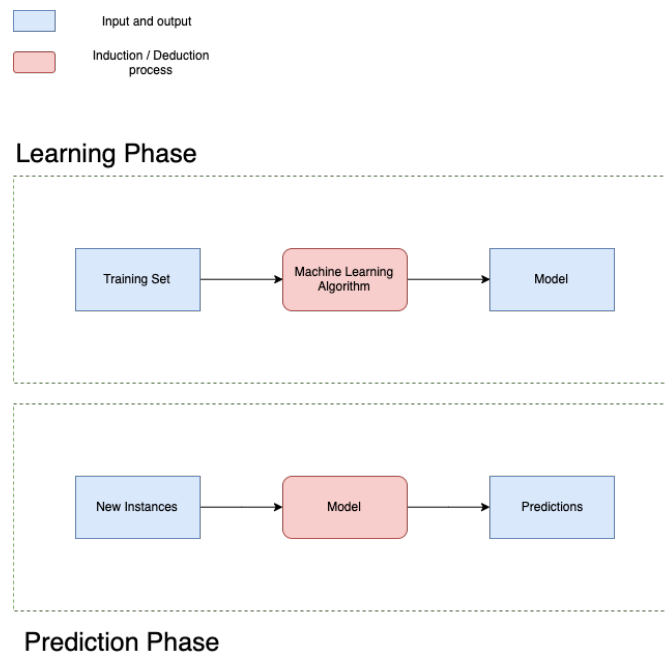 Input and output
Induction / Deduction
process
Learning Phase
Training Set
Machine Learning
Algorithm
Model
New Instances
Model
Predictions
Prediction Phase